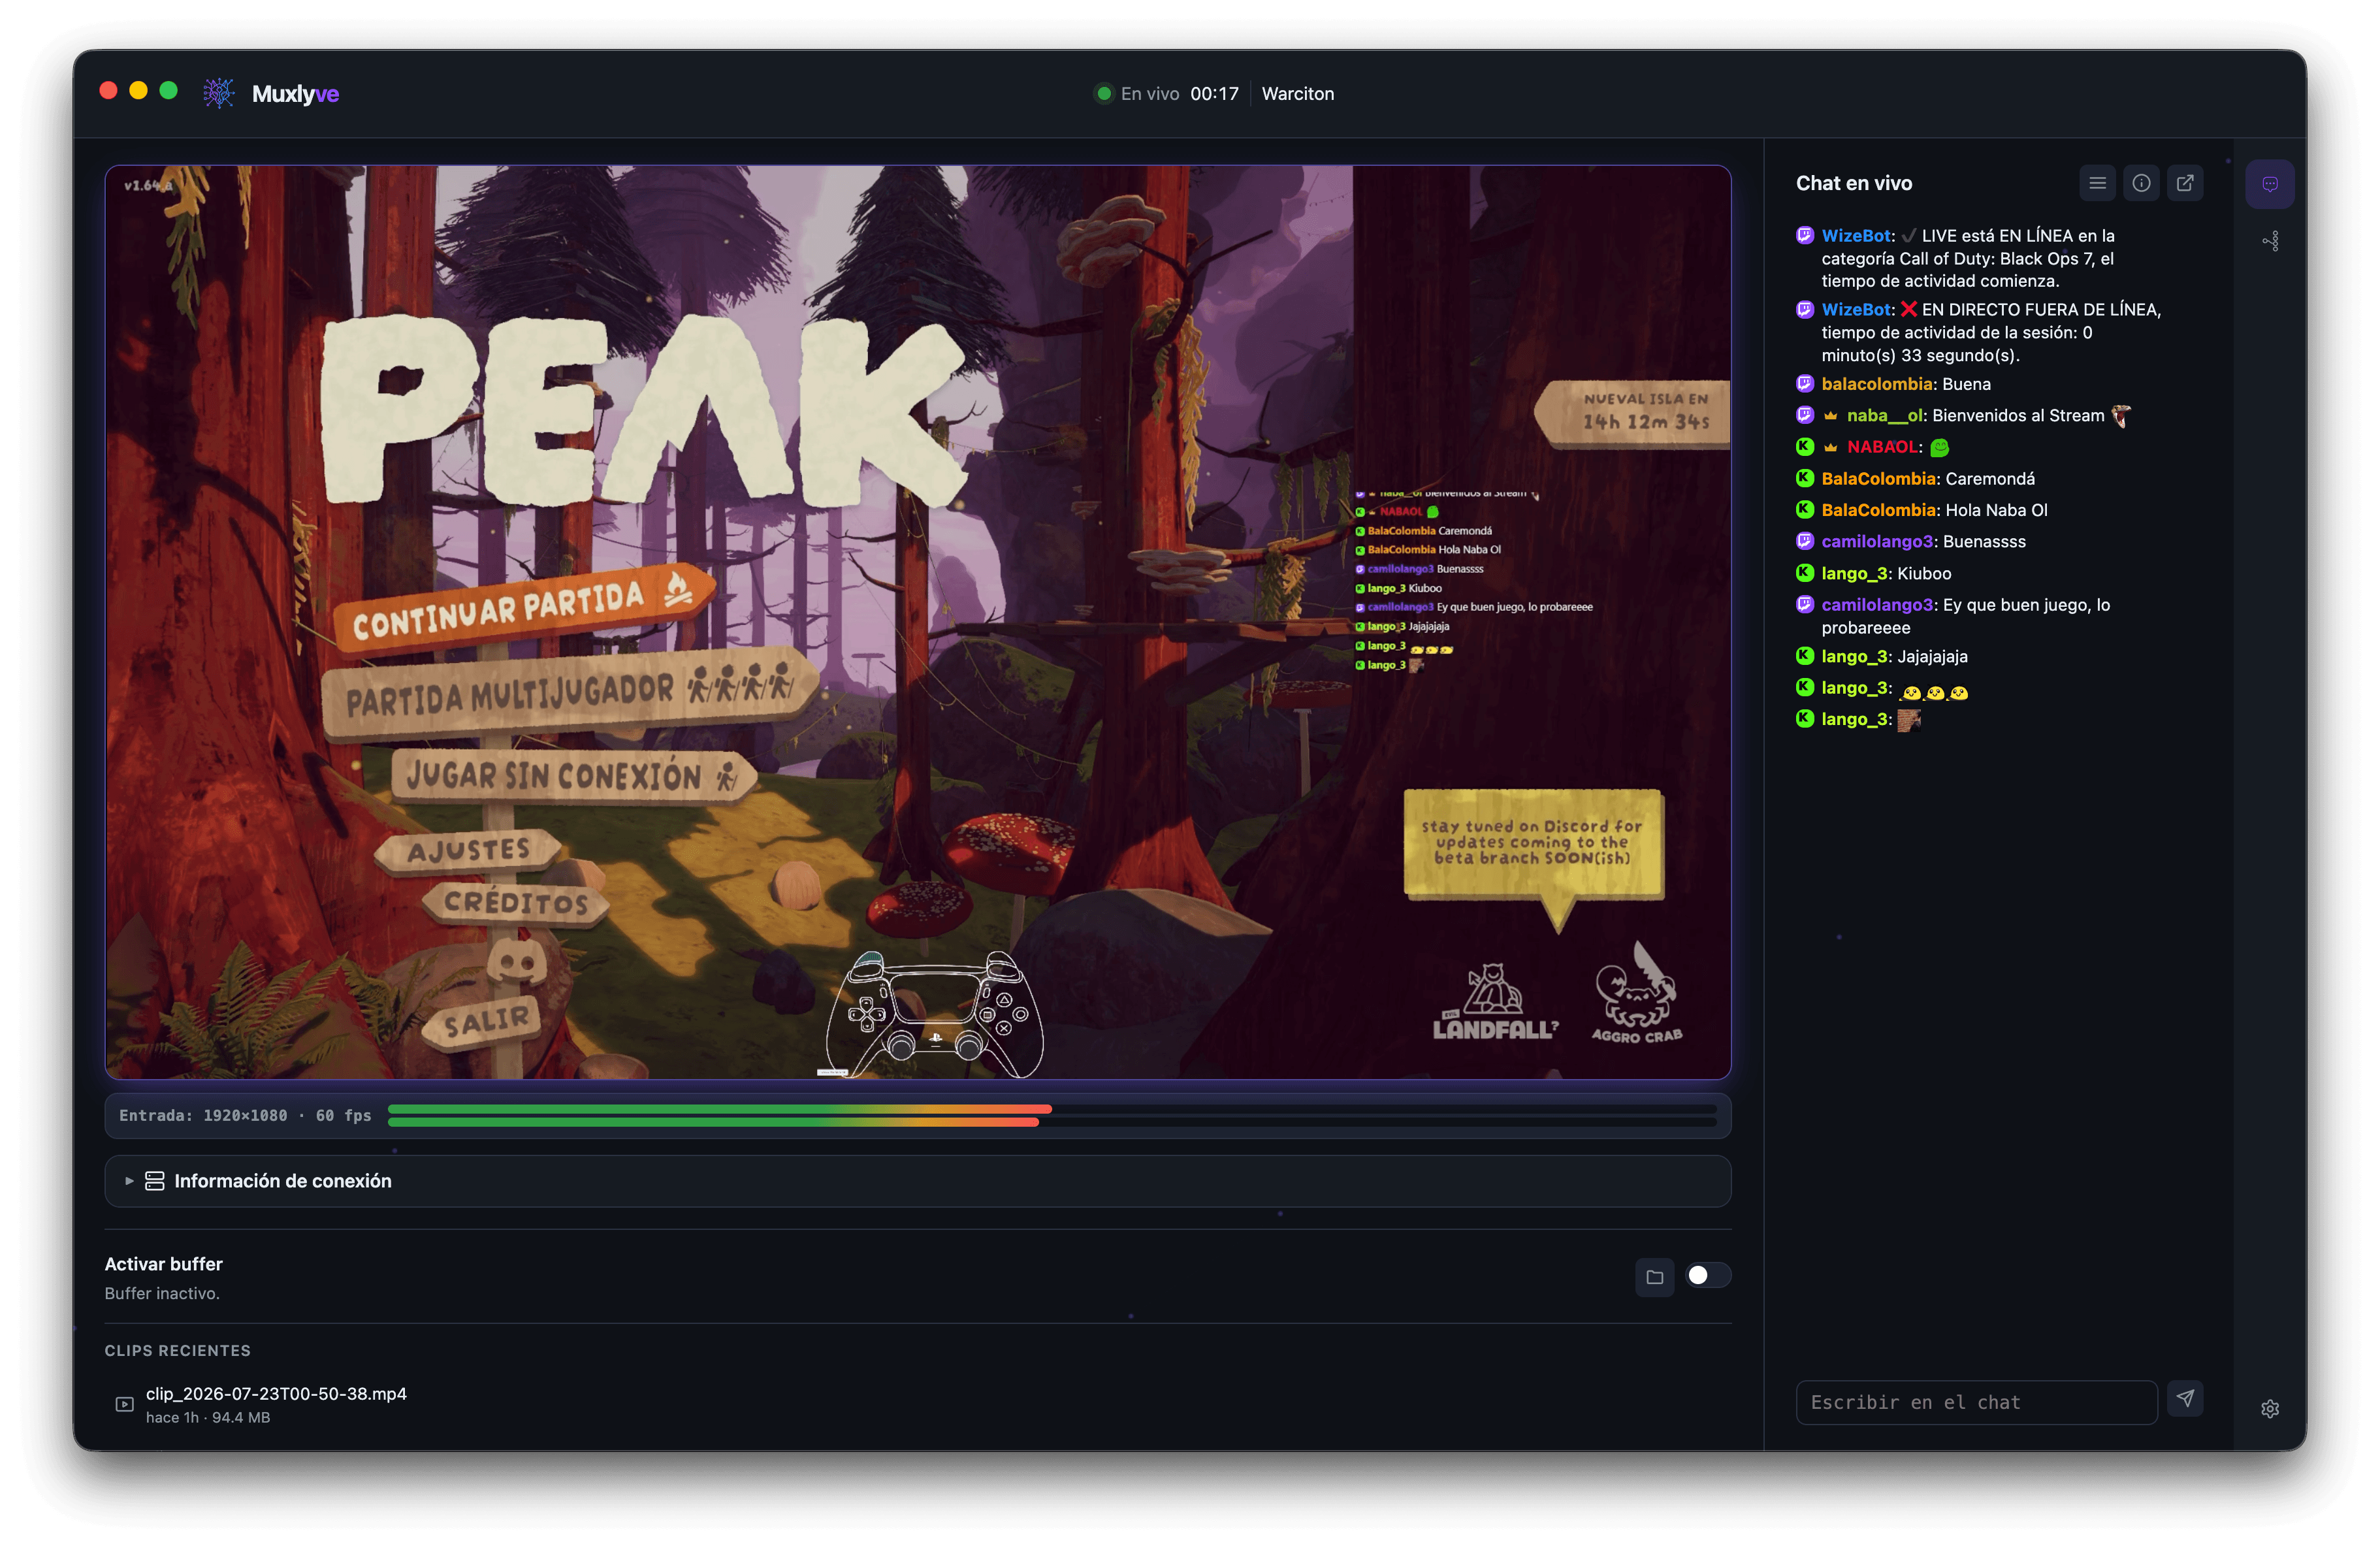 Muxlyve
En vivo 00:17 Warciton
v1.64.a
PEAK
NUEVAL ISLA EN
14h 12m 34s
CONTINUAR PARTIDA
PARTIDA MULTIJUGADOR
JUGAR SIN CONEXIÓN
AJUSTES
CRÉDITOS
SALIR
naba__ol Bienvenidos al Stream
NABAOL
BalaColombia Caremondá
BalaColombia Hola Naba Ol
camilolango3 Buenassss
lango_3 Kiuboo
camilolango3 Ey que buen juego, lo probareeee
lango_3 Jajajajaja
lango_3
lango_3
stay tuned on Discord for
updates coming to the
beta branch SOON(ish)
LANDFALL?
AGGRO CRAB
Entrada: 1920×1080 · 60 fps
Información de conexión
Activar buffer
Buffer inactivo.
CLIPS RECIENTES
clip_2026-07-23T00-50-38.mp4
hace 1h · 94.4 MB
Chat en vivo
WizeBot: ✓ LIVE está EN LÍNEA en la
categoría Call of Duty: Black Ops 7, el
tiempo de actividad comienza.
WizeBot: ❌ EN DIRECTO FUERA DE LÍNEA,
tiempo de actividad de la sesión: 0
minuto(s) 33 segundo(s).
balacolombia: Buena
naba__ol: Bienvenidos al Stream
NABAOL:
BalaColombia: Caremondá
BalaColombia: Hola Naba Ol
camilolango3: Buenassss
lango_3: Kiuboo
camilolango3: Ey que buen juego, lo
probareeee
lango_3: Jajajajaja
lango_3:
lango_3:
Escribir en el chat